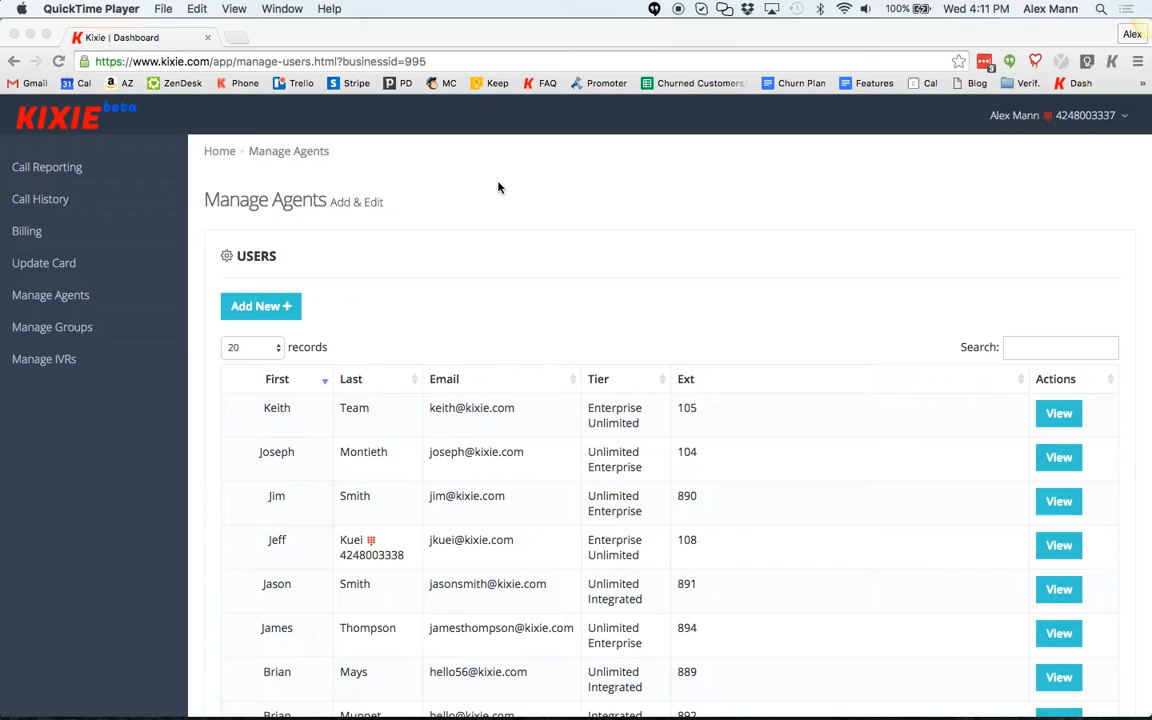 QuickTime Player File Edit View Window Help 100% Wed 4:11 PM Alex Mann
Kixie | Dashboard
Alex
https://www.kixie.com/app/manage-users.html?businessid=995
Gmail Cal AZ ZenDesk Phone Trello Stripe PD MC Keep FAQ Promoter Churned Customers Churn Plan Features Cal Blog Verif. Dash »
KIXIE beta
Alex Mann 4248003337
Call Reporting
Call History
Billing
Update Card
Manage Agents
Manage Groups
Manage IVRs
Home Manage Agents
Manage Agents Add & Edit
USERS
Add New +
20 records
Search:
First Last Email Tier Ext Actions
Keith Team keith@kixie.com Enterprise Unlimited 105 View
Joseph Montieth joseph@kixie.com Unlimited Enterprise 104 View
Jim Smith jim@kixie.com Unlimited Enterprise 890 View
Jeff Kuei 4248003338 jkuei@kixie.com Enterprise Unlimited 108 View
Jason Smith jasonsmith@kixie.com Unlimited Integrated 891 View
James Thompson jamesthompson@kixie.com Unlimited Enterprise 894 View
Brian Mays hello56@kixie.com Unlimited Integrated 889 View
Brian Muppet hello@kixie.com Integrated 892